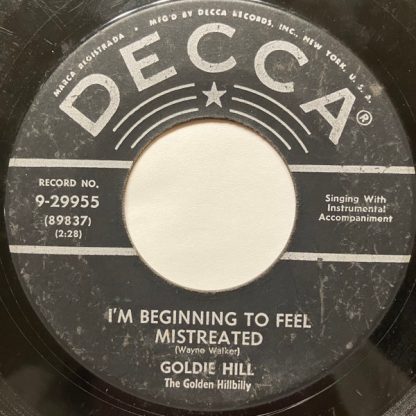 MARCA REGISTRADA • MFG'D BY DECCA RECORDS, INC., NEW YORK, U. S. A.
DECCA®
RECORD NO.
9-29955
(89837)
(2:28)
Singing With
Instrumental
Accompaniment
I'M BEGINNING TO FEEL
MISTREATED
(Wayne Walker)
GOLDIE HILL
The Golden Hillbilly